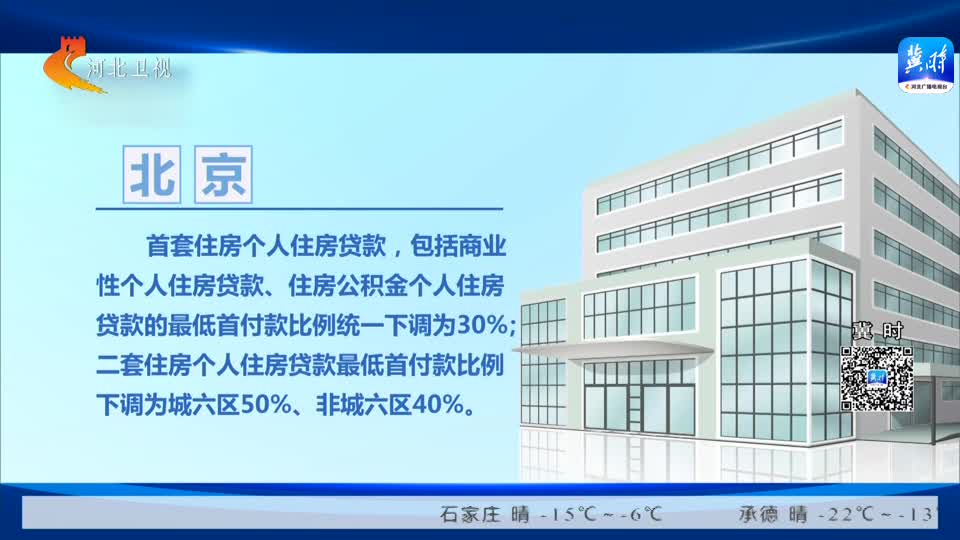 河北卫视
冀时
河北广播电视台
北京
首套住房个人住房贷款，包括商业
性个人住房贷款、住房公积金个人住房
贷款的最低首付款比例统一下调为30%;
二套住房个人住房贷款最低首付款比例
下调为城六区50%、非城六区40%。
冀时
冀时
石家庄 晴 -15℃～-6℃ 承德 晴 -22℃～-13